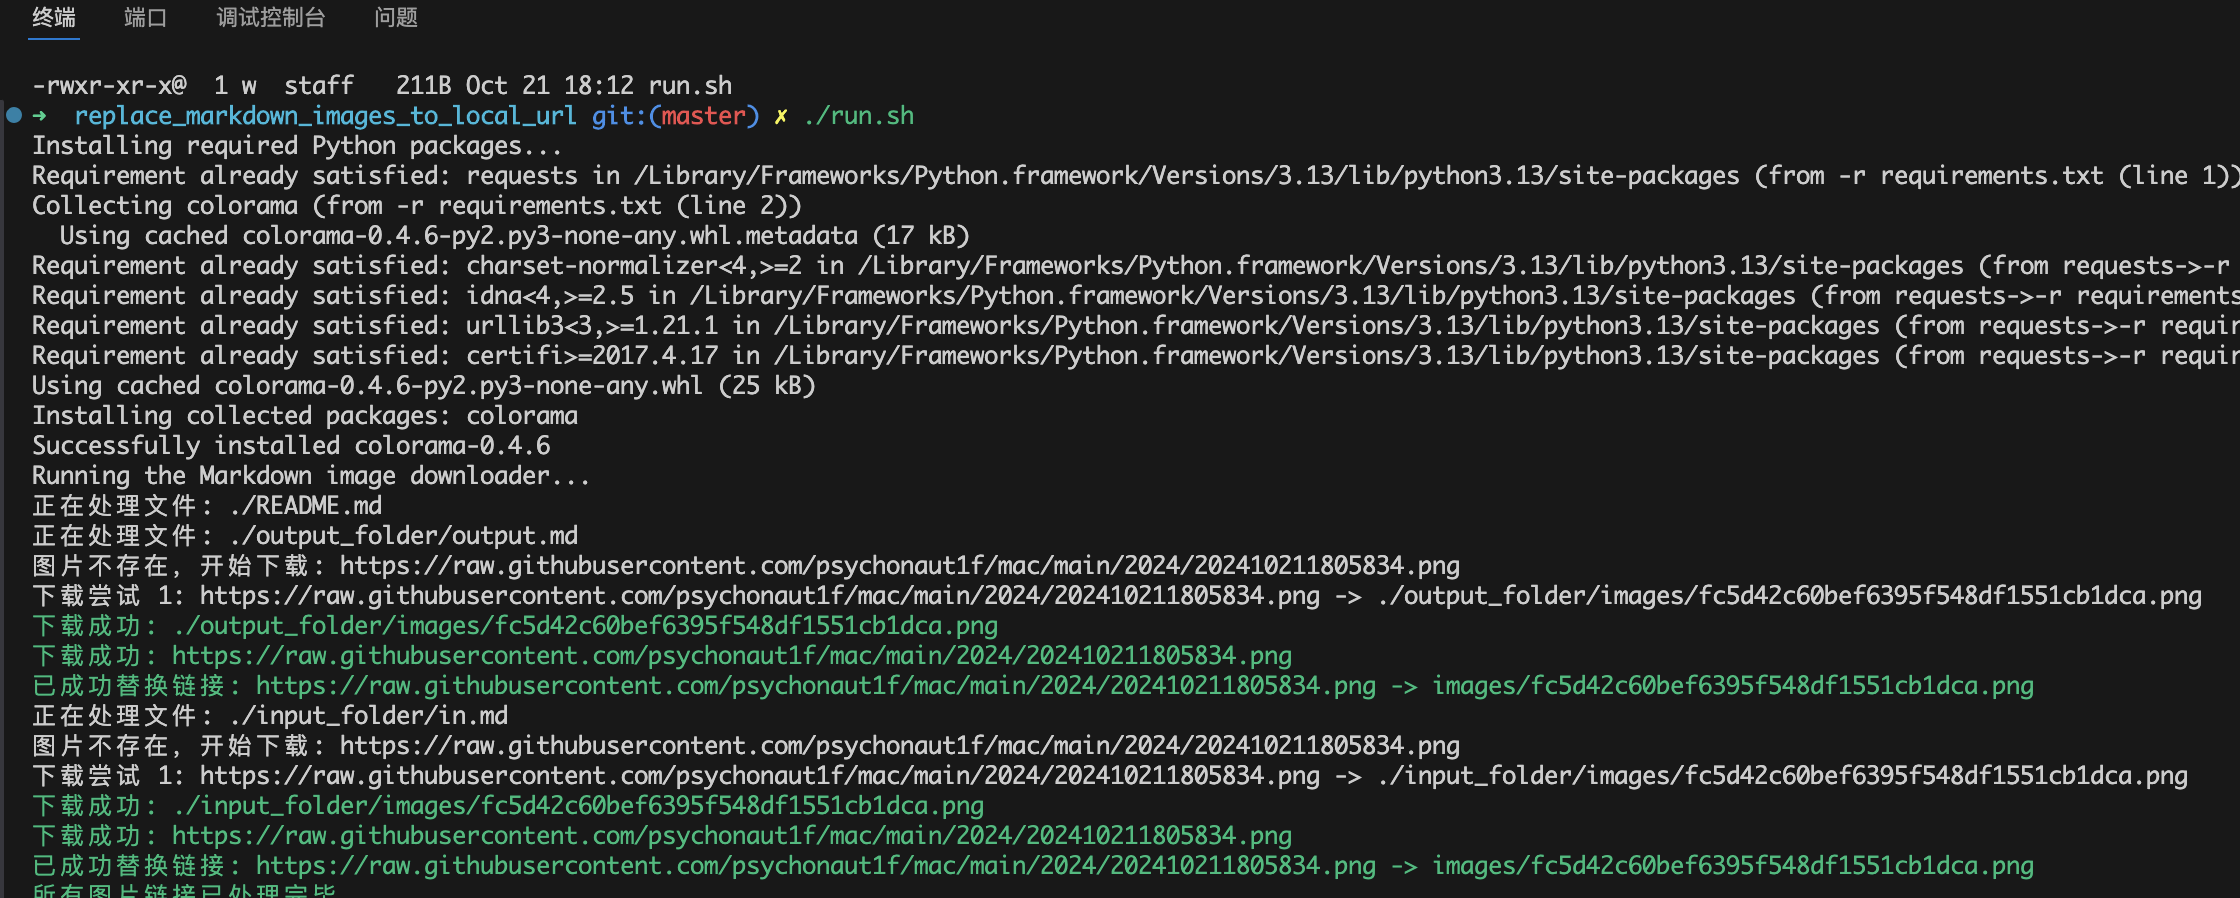 终端 端口 调试控制台 问题
-rwxr-xr-x@  1 w  staff   211B Oct 21 18:12 run.sh
➜  replace_markdown_images_to_local_url git:(master) ✗ ./run.sh
Installing required Python packages...
Requirement already satisfied: requests in /Library/Frameworks/Python.framework/Versions/3.13/lib/python3.13/site-packages (from -r requirements.txt (line 1))
Collecting colorama (from -r requirements.txt (line 2))
  Using cached colorama-0.4.6-py2.py3-none-any.whl.metadata (17 kB)
Requirement already satisfied: charset-normalizer<4,>=2 in /Library/Frameworks/Python.framework/Versions/3.13/lib/python3.13/site-packages (from requests->-r
Requirement already satisfied: idna<4,>=2.5 in /Library/Frameworks/Python.framework/Versions/3.13/lib/python3.13/site-packages (from requests->-r requirements
Requirement already satisfied: urllib3<3,>=1.21.1 in /Library/Frameworks/Python.framework/Versions/3.13/lib/python3.13/site-packages (from requests->-r requir
Requirement already satisfied: certifi>=2017.4.17 in /Library/Frameworks/Python.framework/Versions/3.13/lib/python3.13/site-packages (from requests->-r requir
Using cached colorama-0.4.6-py2.py3-none-any.whl (25 kB)
Installing collected packages: colorama
Successfully installed colorama-0.4.6
Running the Markdown image downloader...
正在处理文件: ./README.md
正在处理文件: ./output_folder/output.md
图片不存在, 开始下载: https://raw.githubusercontent.com/psychonaut1f/mac/main/2024/202410211805834.png
下载尝试 1: https://raw.githubusercontent.com/psychonaut1f/mac/main/2024/202410211805834.png -> ./output_folder/images/fc5d42c60bef6395f548df1551cb1dca.png
下载成功: ./output_folder/images/fc5d42c60bef6395f548df1551cb1dca.png
下载成功: https://raw.githubusercontent.com/psychonaut1f/mac/main/2024/202410211805834.png
已成功替换链接: https://raw.githubusercontent.com/psychonaut1f/mac/main/2024/202410211805834.png -> images/fc5d42c60bef6395f548df1551cb1dca.png
正在处理文件: ./input_folder/in.md
图片不存在, 开始下载: https://raw.githubusercontent.com/psychonaut1f/mac/main/2024/202410211805834.png
下载尝试 1: https://raw.githubusercontent.com/psychonaut1f/mac/main/2024/202410211805834.png -> ./input_folder/images/fc5d42c60bef6395f548df1551cb1dca.png
下载成功: ./input_folder/images/fc5d42c60bef6395f548df1551cb1dca.png
下载成功: https://raw.githubusercontent.com/psychonaut1f/mac/main/2024/202410211805834.png
已成功替换链接: https://raw.githubusercontent.com/psychonaut1f/mac/main/2024/202410211805834.png -> images/fc5d42c60bef6395f548df1551cb1dca.png
所有图片链接已处理完毕